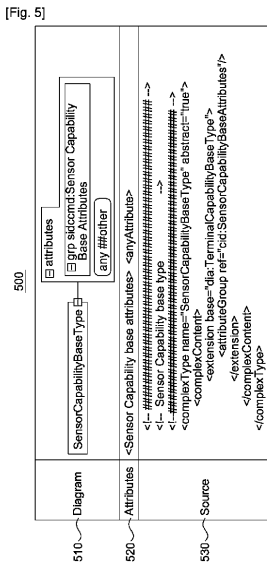 [Fig. 5]
500
510 Diagram
SensorCapabilityBaseType
attributes
grp sidccmd:Sensor Capability
Base Attributes
any ##other
520 Attributes
<Sensor Capability base attributes> <anyAttribute>
530 Source
<!-- ################################ -->
<!-- Sensor Capability base type -->
<!-- ################################ -->
<complexType name="SensorCapabilityBaseType" abstract="true">
<complexContent>
<extension base="dia:TerminalCapabilityBaseType">
<attributeGroup ref="cid:SensorCapabilityBaseAttributes"/>
</extension>
</complexContent>
</complexType>